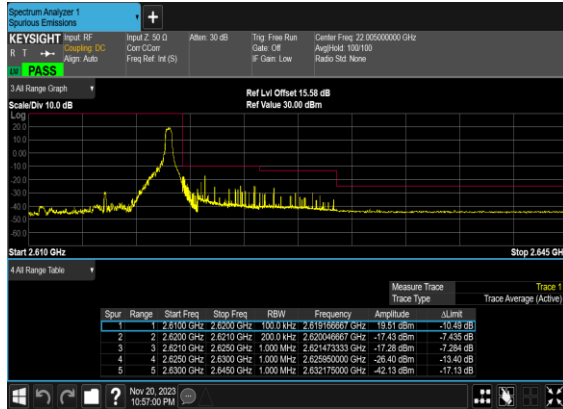 Spectrum Analyzer 1
Spurious Emissions
KEYSIGHT Input: RF Input Z: 50 Ω Atten: 30 dB Trig: Free Run Center Freq: 22.005000000 GHz
R T Coupling: DC Corr CCorr Gate: Off Avg|Hold: 100/100
Align: Auto Freq Ref: Int (S) IF Gain: Low Radio Std: None
PASS
3 All Range Graph
Ref Lvl Offset 15.58 dB
Scale/Div 10.0 dB Ref Value 30.00 dBm
Log
20.0
10.0
0.00
-10.0
-20.0
-30.0
-40.0
-50.0
-60.0
Start 2.610 GHz Stop 2.645 GH
4 All Range Table
Measure Trace Trace 1
Trace Type Trace Average (Active)
Spur Range Start Freq Stop Freq RBW Frequency Amplitude ΔLimit
1 1 2.6100 GHz 2.6200 GHz 100.0 kHz 2.619166667 GHz 19.51 dBm -10.49 dB
2 2 2.6200 GHz 2.6210 GHz 200.0 kHz 2.620046667 GHz -17.43 dBm -7.435 dB
3 3 2.6210 GHz 2.6250 GHz 1.000 MHz 2.621473333 GHz -17.28 dBm -7.284 dB
4 4 2.6250 GHz 2.6300 GHz 1.000 MHz 2.625950000 GHz -26.40 dBm -13.40 dB
5 5 2.6300 GHz 2.6450 GHz 1.000 MHz 2.632175000 GHz -42.13 dBm -17.13 dB
Nov 20, 2023
10:57:00 PM